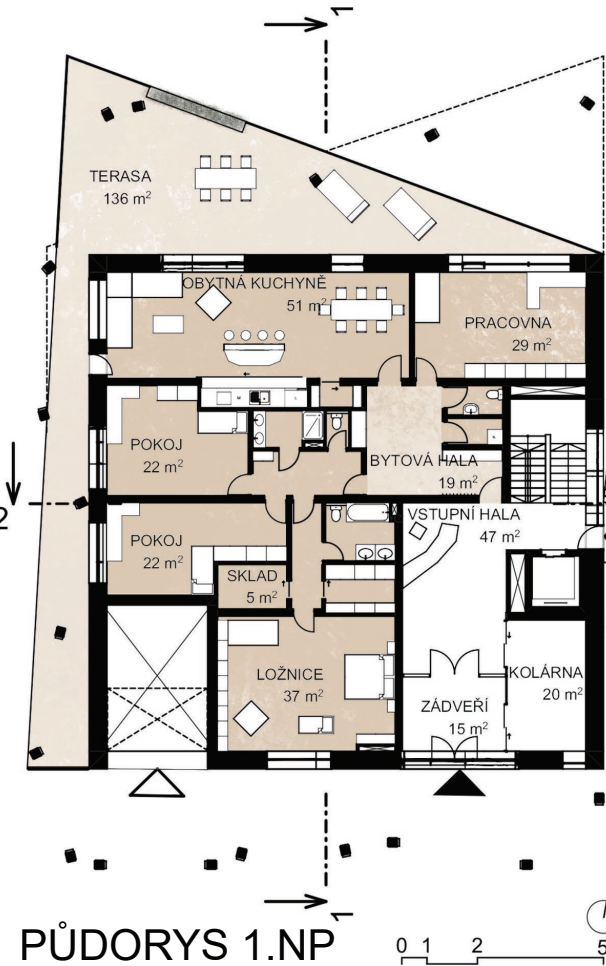 1
TERASA
136 m²
OBYTNÁ KUCHYNĚ
51 m²
PRACOVNA
29 m²
POKOJ
22 m²
BYTOVÁ HALA
19 m²
2
VSTUPNÍ HALA
47 m²
POKOJ
22 m²
SKLAD
5 m²
LOŽNICE
37 m²
KOLÁRNA
20 m²
ZÁDVEŘÍ
15 m²
1
PŮDORYS 1.NP
0 1 2 5